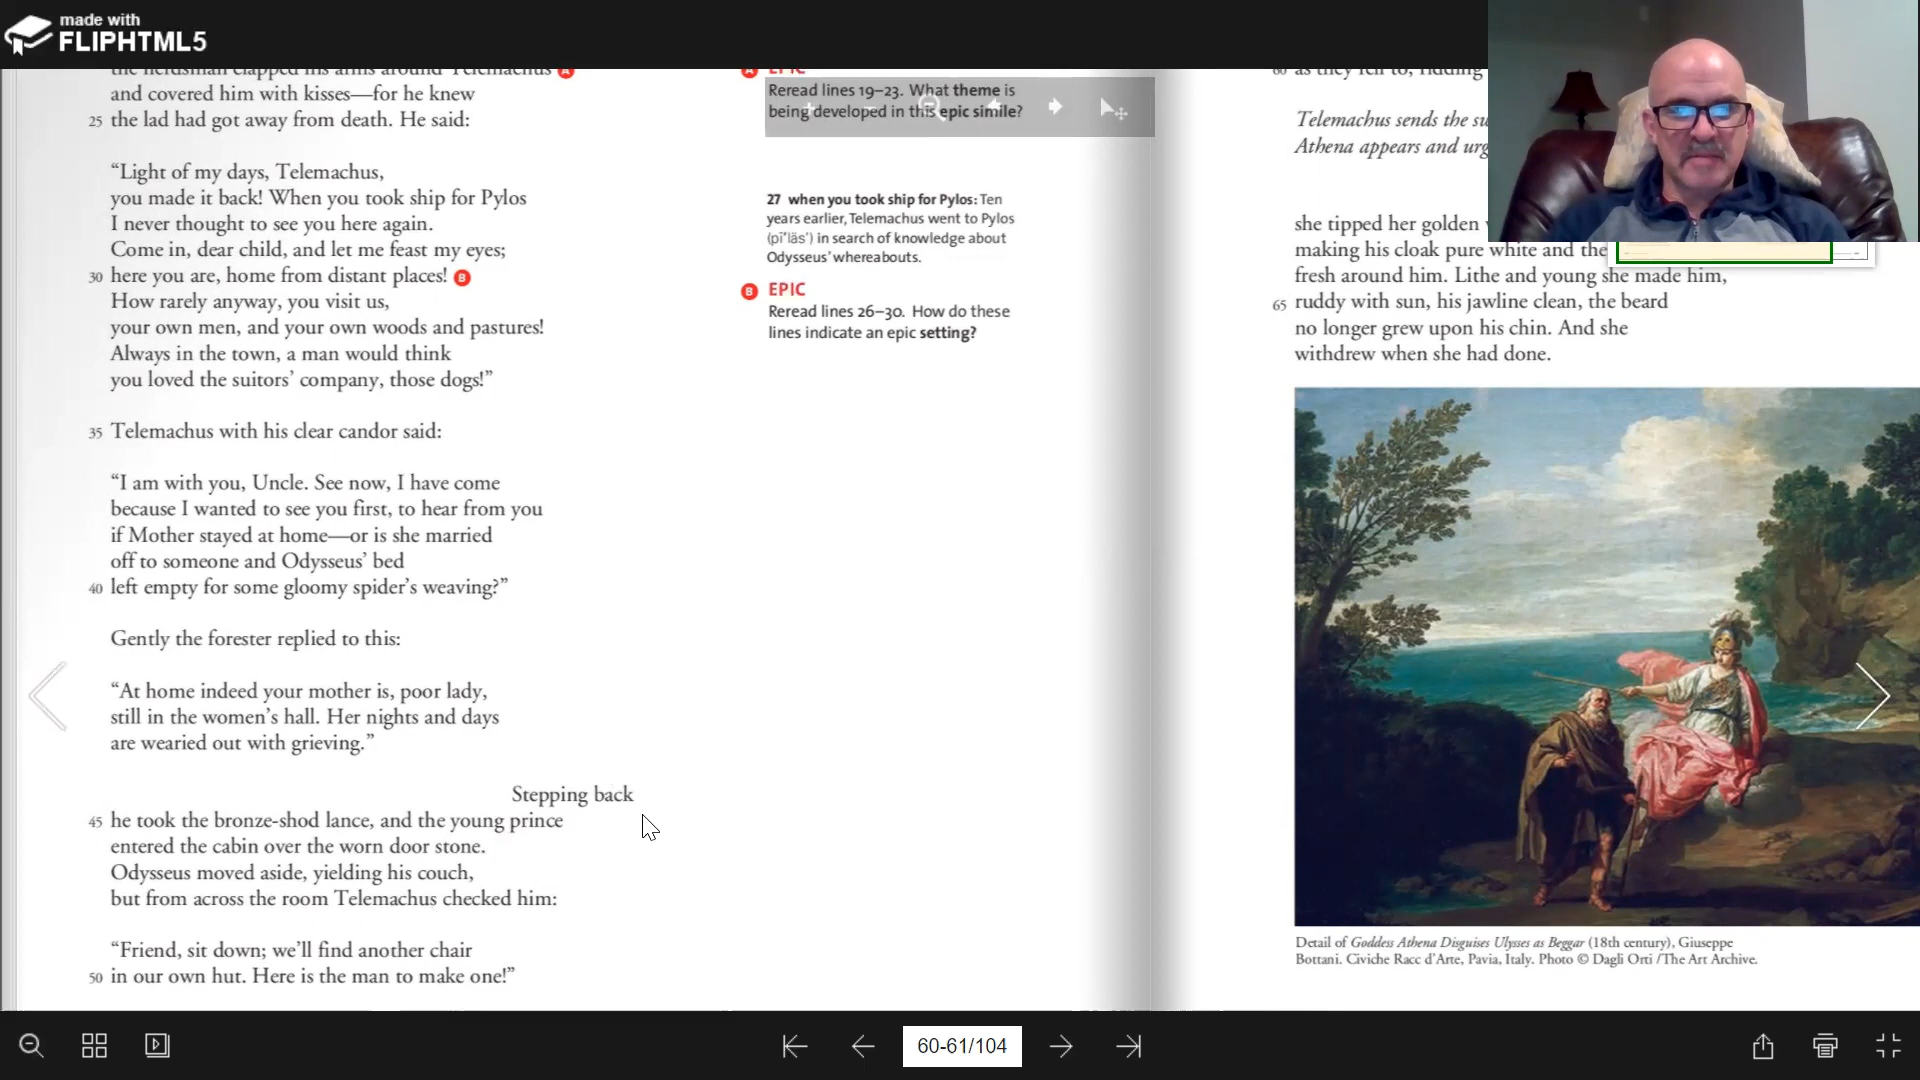 made with
FLIPHTML5
the herdsman clapped his arms around Telemachus A
and covered him with kisses—for he knew
25 the lad had got away from death. He said:
“Light of my days, Telemachus,
you made it back! When you took ship for Pylos
I never thought to see you here again.
Come in, dear child, and let me feast my eyes;
30 here you are, home from distant places! B
How rarely anyway, you visit us,
your own men, and your own woods and pastures!
Always in the town, a man would think
you loved the suitors’ company, those dogs!”
35 Telemachus with his clear candor said:
“I am with you, Uncle. See now, I have come
because I wanted to see you first, to hear from you
if Mother stayed at home—or is she married
off to someone and Odysseus’ bed
40 left empty for some gloomy spider’s weaving?”
Gently the forester replied to this:
“At home indeed your mother is, poor lady,
still in the women’s hall. Her nights and days
are wearied out with grieving.”
Stepping back
45 he took the bronze-shod lance, and the young prince
entered the cabin over the worn door stone.
Odysseus moved aside, yielding his couch,
but from across the room Telemachus checked him:
“Friend, sit down; we’ll find another chair
50 in our own hut. Here is the man to make one!”
A EPIC
Reread lines 19–23. What theme is
being developed in this epic simile?
27 when you took ship for Pylos: Ten
years earlier, Telemachus went to Pylos
(pī′läs′) in search of knowledge about
Odysseus’ whereabouts.
B EPIC
Reread lines 26–30. How do these
lines indicate an epic setting?
60 as they fell to, ridding
Telemachus sends the
Athena appears and
she tipped her golden
making his cloak pure white and the
fresh around him. Lithe and young she made him,
65 ruddy with sun, his jawline clean, the beard
no longer grew upon his chin. And she
withdrew when she had done.
Detail of Goddess Athena Disguises Ulysses as Beggar (18th century), Giuseppe
Bottani. Civiche Racc d’Arte, Pavia, Italy. Photo © Dagli Orti /The Art Archive.
60-61/104